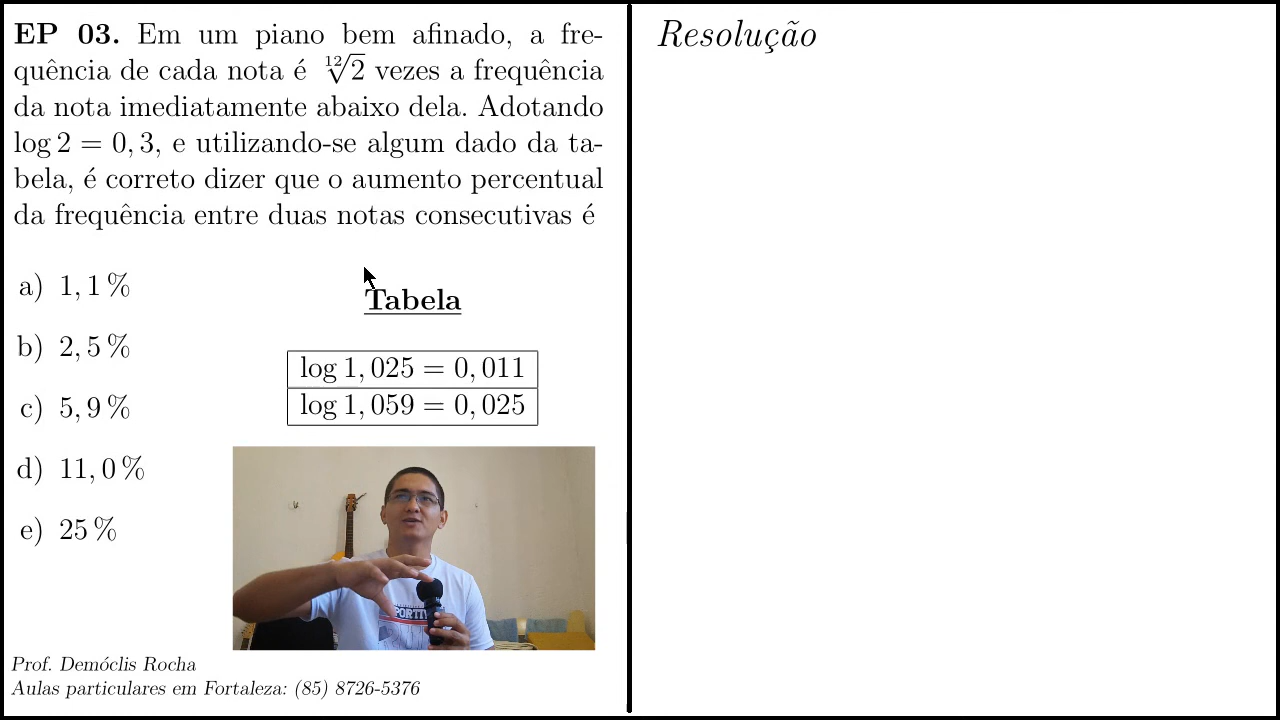 EP 03. Em um piano bem afinado, a fre-
quência de cada nota é ¹²√2 vezes a frequência
da nota imediatamente abaixo dela. Adotando
log 2 = 0, 3, e utilizando-se algum dado da ta-
bela, é correto dizer que o aumento percentual
da frequência entre duas notas consecutivas é
a) 1, 1 %
b) 2, 5 %
c) 5, 9 %
d) 11, 0 %
e) 25 %
Tabela
log 1, 025 = 0, 011
log 1, 059 = 0, 025
PORTI
Prof. Demóclis Rocha
Aulas particulares em Fortaleza: (85) 8726-5376
Resolução